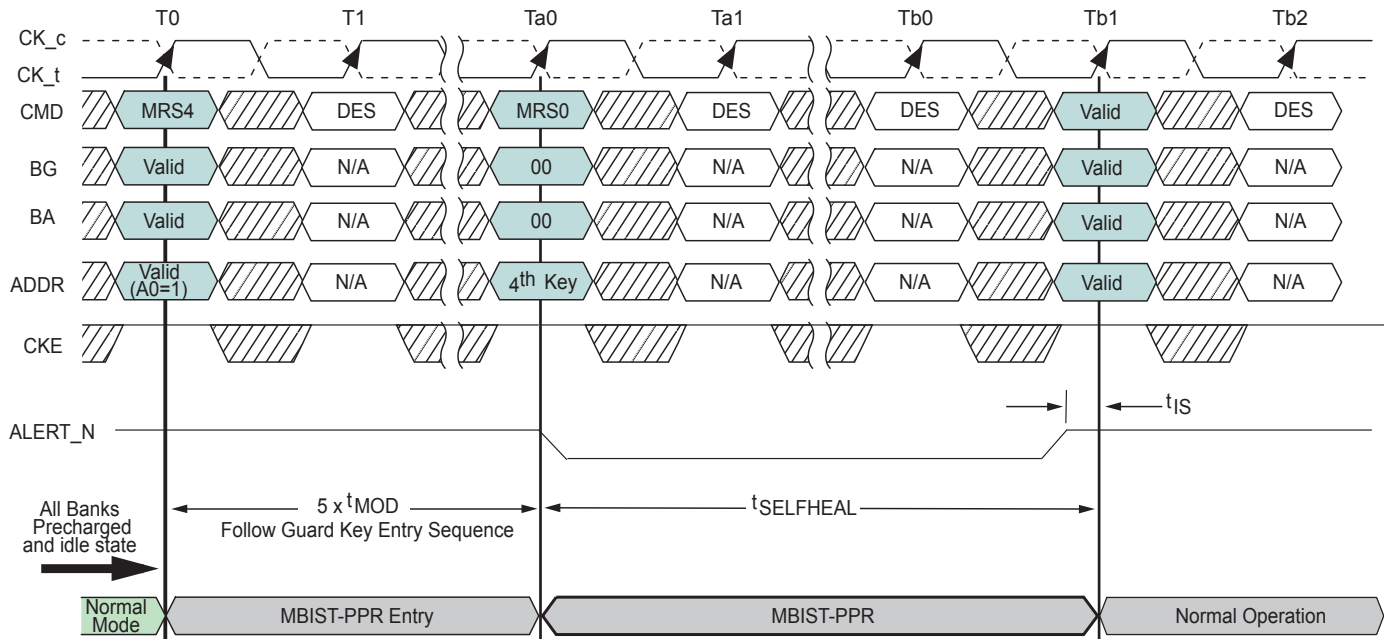 T0 T1 Ta0 Ta1 Tb0 Tb1 Tb2
CK_c
CK_t
CMD MRS4 DES MRS0 DES DES Valid DES
BG Valid N/A 00 N/A N/A Valid N/A
BA Valid N/A 00 N/A N/A Valid N/A
ADDR Valid (A0=1) N/A 4th Key N/A N/A Valid N/A
CKE
tIS
ALERT_N
All Banks
Precharged
and idle state
5 x tMOD
Follow Guard Key Entry Sequence
tSELFHEAL
Normal Mode MBIST-PPR Entry MBIST-PPR Normal Operation